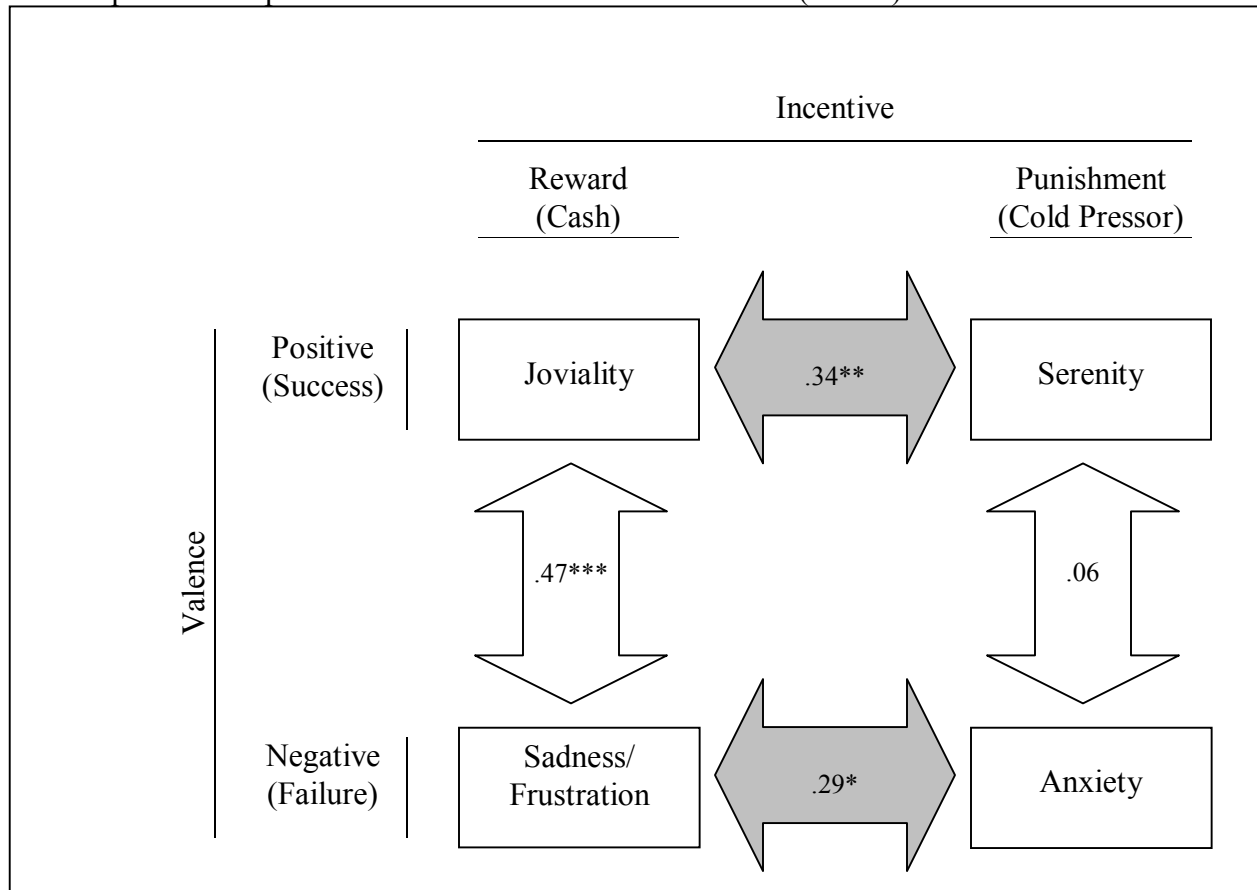 Incentive
Reward
(Cash)
Punishment
(Cold Pressor)
Positive
(Success)
Joviality
.34**
Serenity
Valence
.47***
.06
Negative
(Failure)
Sadness/
Frustration
.29*
Anxiety